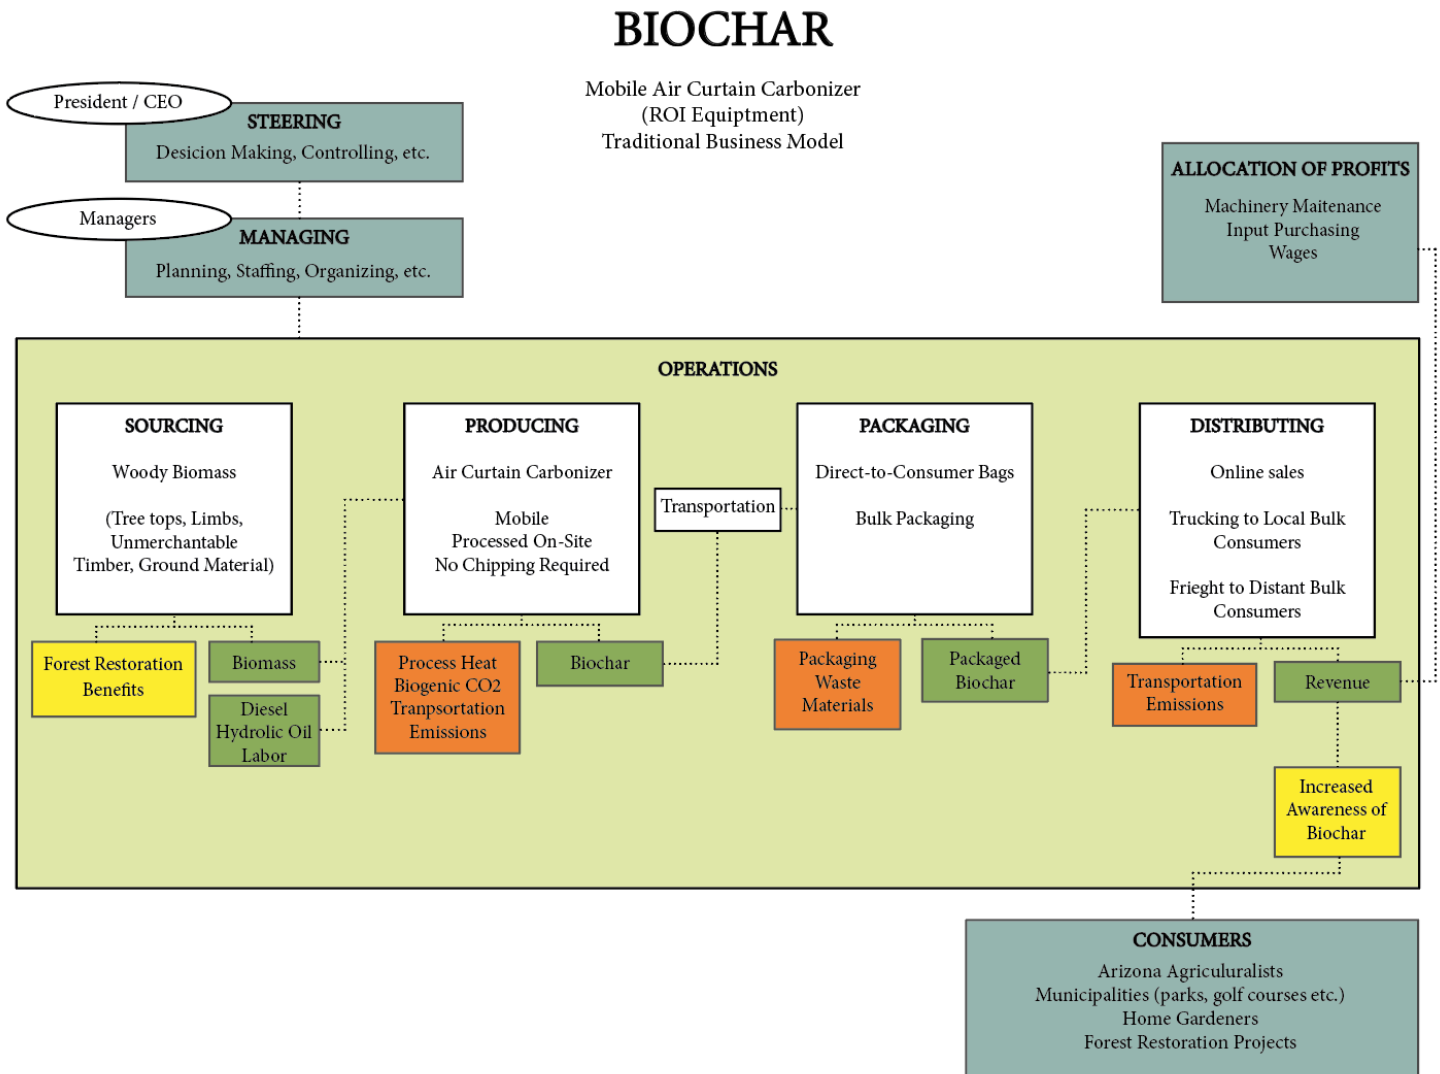 BIOCHAR
Mobile Air Curtain Carbonizer
(ROI Equiptment)
Traditional Business Model
President / CEO
STEERING
Desicion Making, Controlling, etc.
Managers
MANAGING
Planning, Staffing, Organizing, etc.
ALLOCATION OF PROFITS
Machinery Maitenance
Input Purchasing
Wages
OPERATIONS
SOURCING
Woody Biomass
(Tree tops, Limbs,
Unmerchantable
Timber, Ground Material)
Forest Restoration
Benefits
Biomass
Diesel
Hydrolic Oil
Labor
PRODUCING
Air Curtain Carbonizer
Mobile
Processed On-Site
No Chipping Required
Process Heat
Biogenic CO2
Tranpsortation
Emissions
Biochar
Transportation
PACKAGING
Direct-to-Consumer Bags
Bulk Packaging
Packaging
Waste
Materials
Packaged
Biochar
DISTRIBUTING
Online sales
Trucking to Local Bulk
Consumers
Frieght to Distant Bulk
Consumers
Transportation
Emissions
Revenue
Increased
Awareness of
Biochar
CONSUMERS
Arizona Agriculuralists
Municipalities (parks, golf courses etc.)
Home Gardeners
Forest Restoration Projects